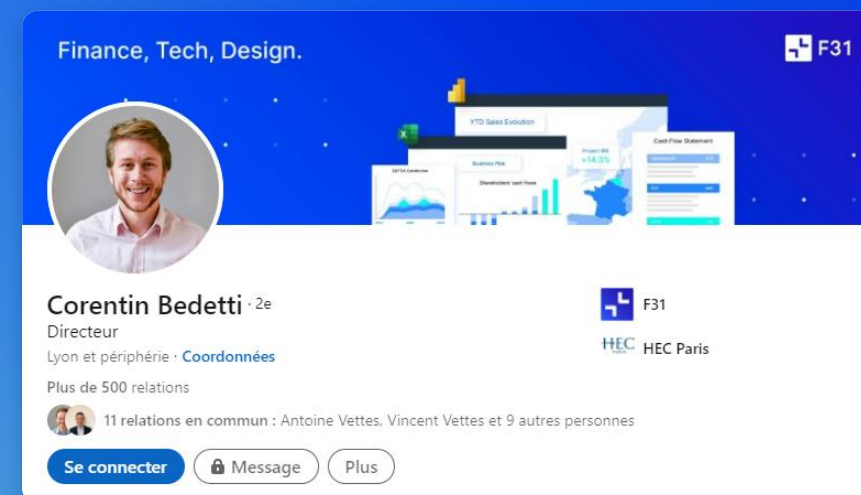 Finance, Tech, Design.
F31
YTD Sales Evolution
Cash-Flow Statement
Business Plan
Shareholders' cash flows
Project IRR
+14.3%
Corentin Bedetti · 2e
Directeur
Lyon et périphérie · Coordonnées
Plus de 500 relations
11 relations en commun : Antoine Vettes, Vincent Vettes et 9 autres personnes
Se connecter
Message
Plus
F31
HEC Paris